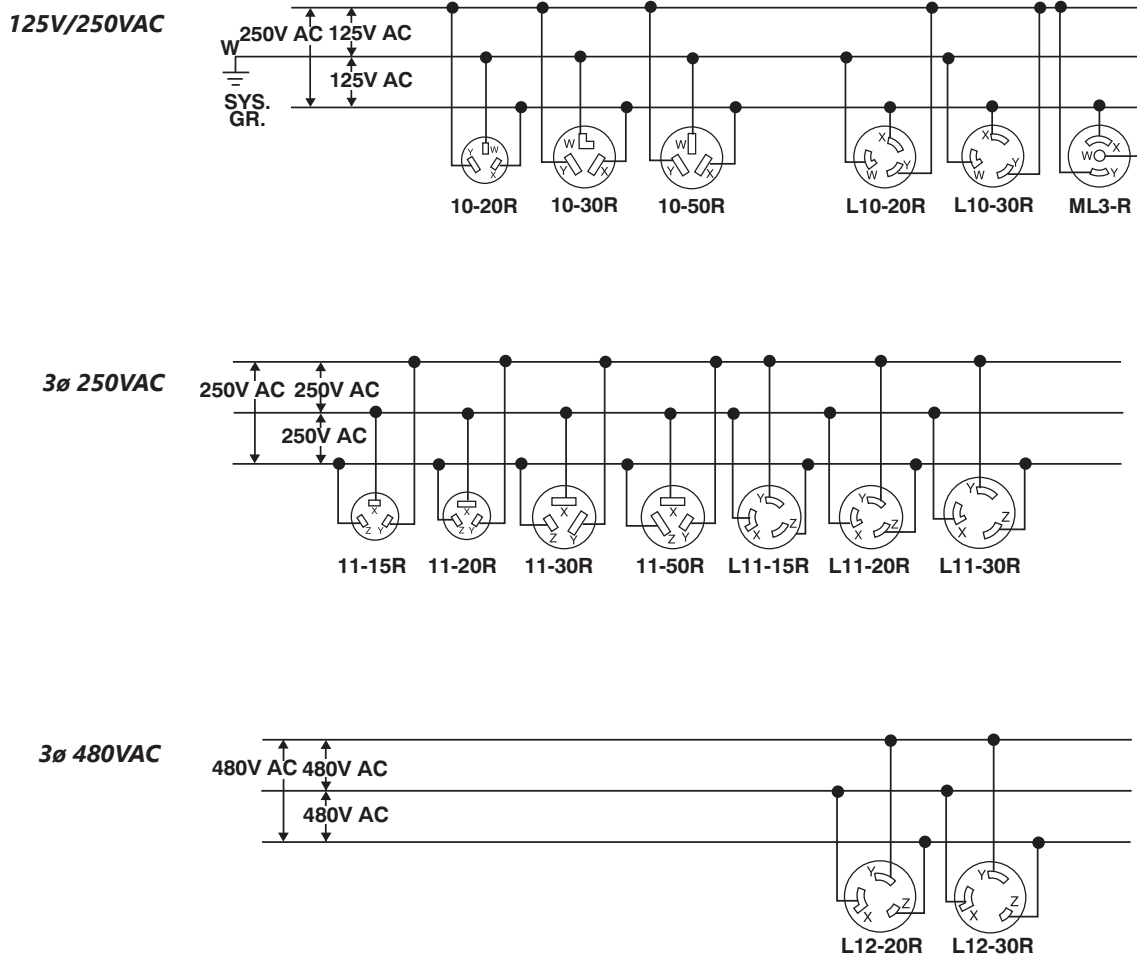 125V/250VAC
250V AC 125V AC
W
125V AC
SYS.
GR.
Y W X
W Y X
W Y X
X W Y
X W Y
X W Y
10-20R 10-30R 10-50R L10-20R L10-30R ML3-R
3ø 250VAC
250V AC 250V AC
250V AC
X Z Y
X Z Y
X Z Y
X Z Y
Y Z X
Y Z X
Y Z X
11-15R 11-20R 11-30R 11-50R L11-15R L11-20R L11-30R
3ø 480VAC
480V AC 480V AC
480V AC
Y Z X
Y Z X
L12-20R L12-30R